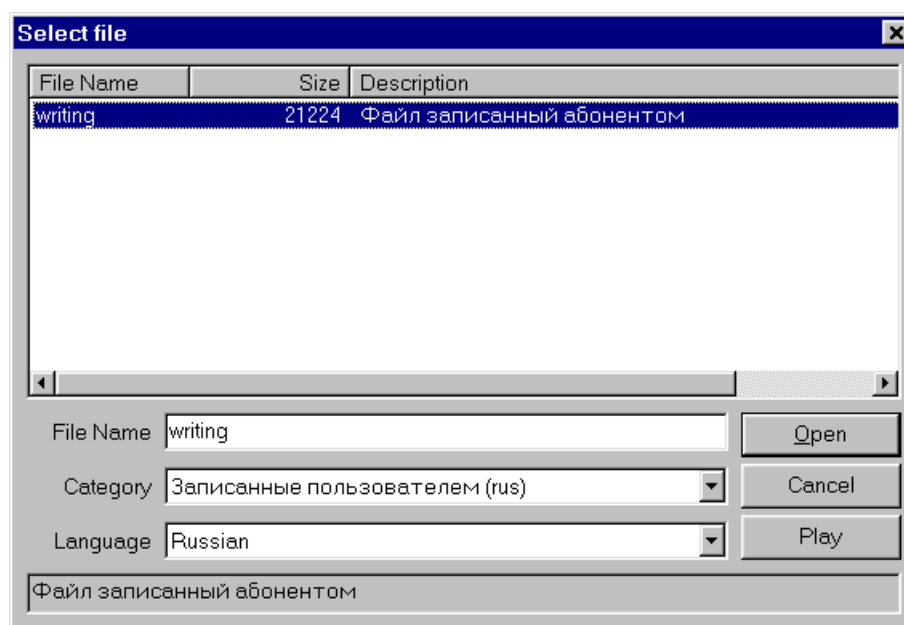 Select file
File Name Size Description
writing 21224 Файл записанный абонентом
File Name writing Open
Category Записанные пользователем (rus) Cancel
Language Russian Play
Файл записанный абонентом